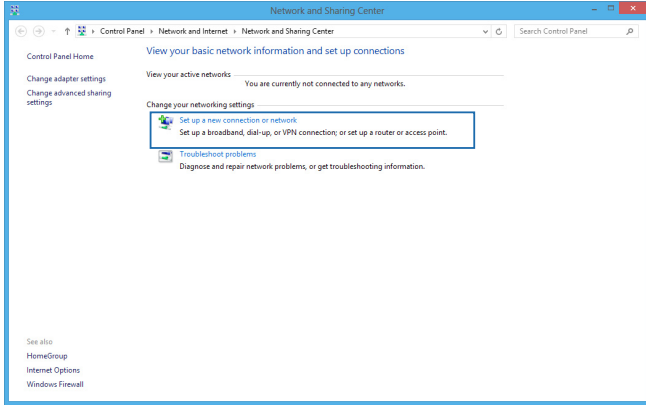 Network and Sharing Center
Control Panel Network and Internet Network and Sharing Center
Search Control Panel
Control Panel Home
Change adapter settings
Change advanced sharing
settings
View your basic network information and set up connections
View your active networks
You are currently not connected to any networks.
Change your networking settings
Set up a new connection or network
Set up a broadband, dial-up, or VPN connection; or set up a router or access point.
Troubleshoot problems
Diagnose and repair network problems, or get troubleshooting information.
See also
HomeGroup
Internet Options
Windows Firewall